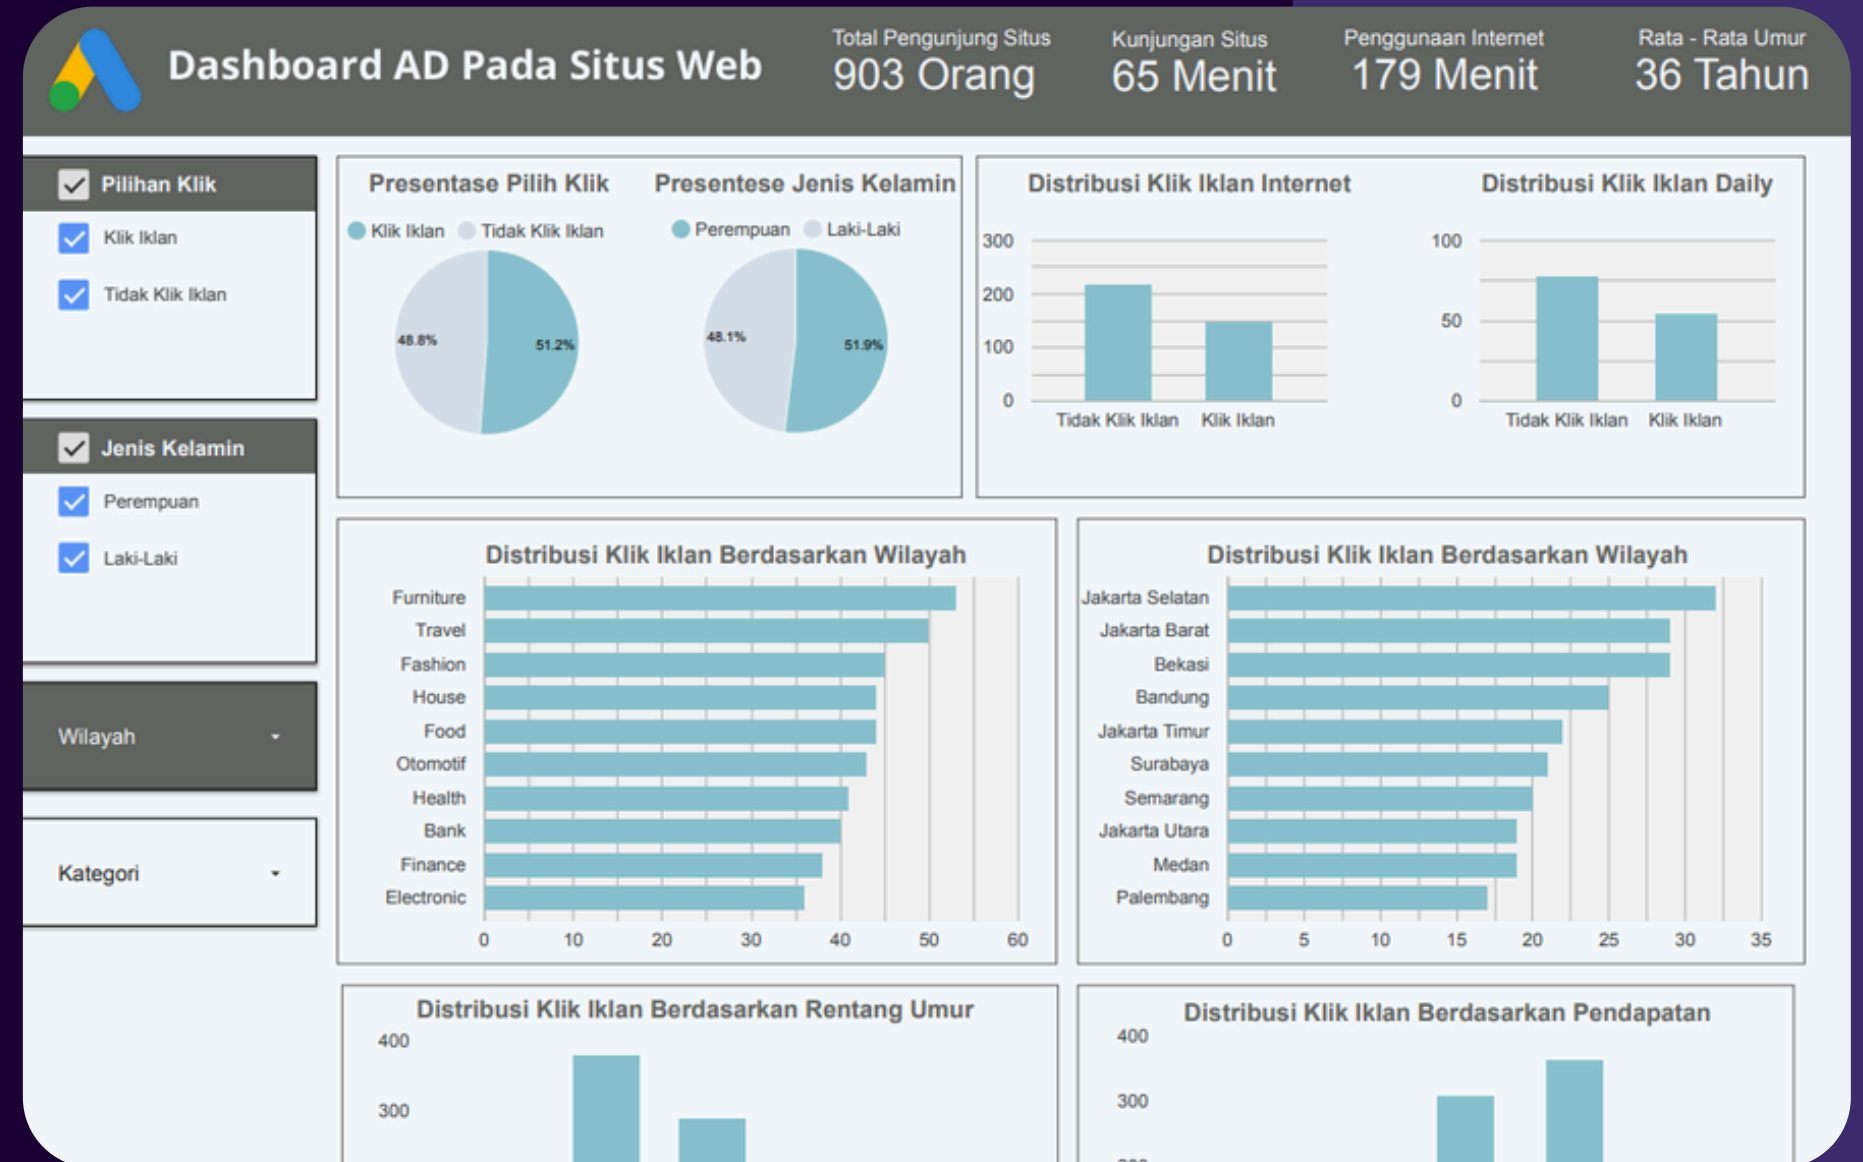 Dashboard AD Pada Situs Web
Total Pengunjung Situs
903 Orang
Kunjungan Situs
65 Menit
Penggunaan Internet
179 Menit
Rata - Rata Umur
36 Tahun
Pilihan Klik
Klik Iklan
Tidak Klik Iklan
Jenis Kelamin
Perempuan
Laki-Laki
Wilayah
Kategori
Presentase Pilih Klik
Klik Iklan
Tidak Klik Iklan
48.8%
51.2%
Presentese Jenis Kelamin
Perempuan
Laki-Laki
48.1%
51.9%
Distribusi Klik Iklan Internet
300
200
100
0
Tidak Klik Iklan
Klik Iklan
Distribusi Klik Iklan Daily
100
50
0
Tidak Klik Iklan
Klik Iklan
Distribusi Klik Iklan Berdasarkan Wilayah
Furniture
Travel
Fashion
House
Food
Otomotif
Health
Bank
Finance
Electronic
0 10 20 30 40 50 60
Distribusi Klik Iklan Berdasarkan Wilayah
Jakarta Selatan
Jakarta Barat
Bekasi
Bandung
Jakarta Timur
Surabaya
Semarang
Jakarta Utara
Medan
Palembang
0 5 10 15 20 25 30 35
Distribusi Klik Iklan Berdasarkan Rentang Umur
400
300
Distribusi Klik Iklan Berdasarkan Pendapatan
400
300